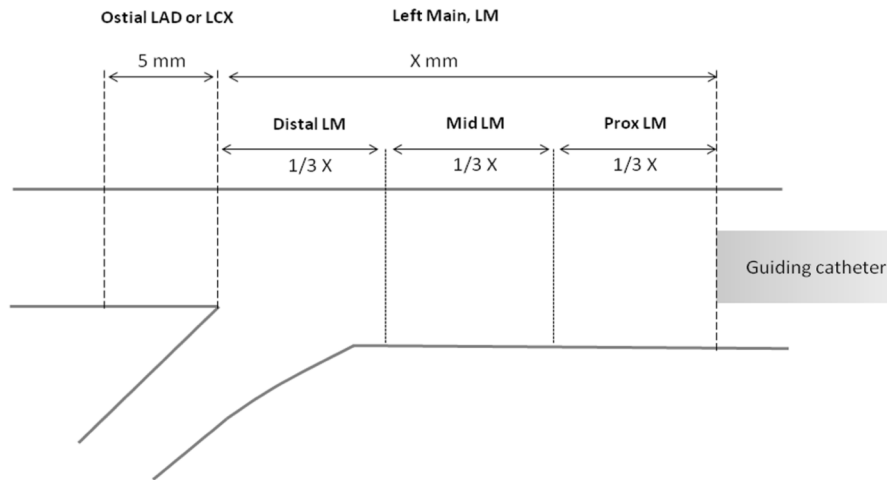 Ostial LAD or LCX
Left Main, LM
5 mm
X mm
Distal LM
Mid LM
Prox LM
1/3 X
1/3 X
1/3 X
Guiding catheter